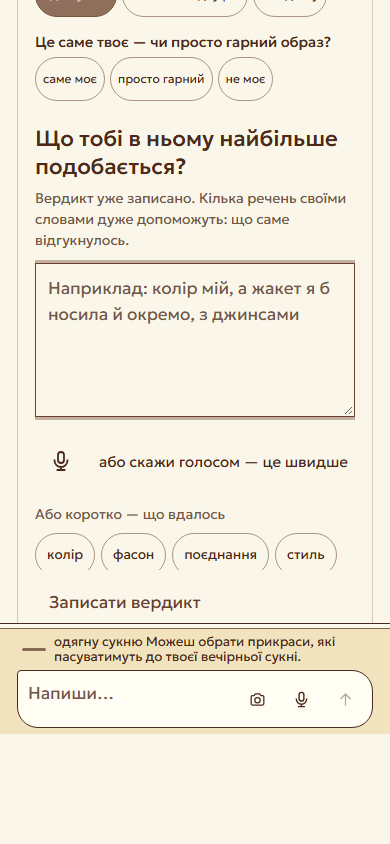 Це саме твоє — чи просто гарний образ?
саме моє
просто гарний
не моє
Що тобі в ньому найбільше
подобається?
Вердикт уже записано. Кілька речень своїми
словами дуже допоможуть: що саме
відгукнулось.
Наприклад: колір мій, а жакет я б
носила й окремо, з джинсами
або скажи голосом — це швидше
Або коротко — що вдалось
колір
фасон
поєднання
стиль
Записати вердикт
одягну сукню Можеш обрати прикраси, які
пасуватимуть до твоєї вечірньої сукні.
Напиши...